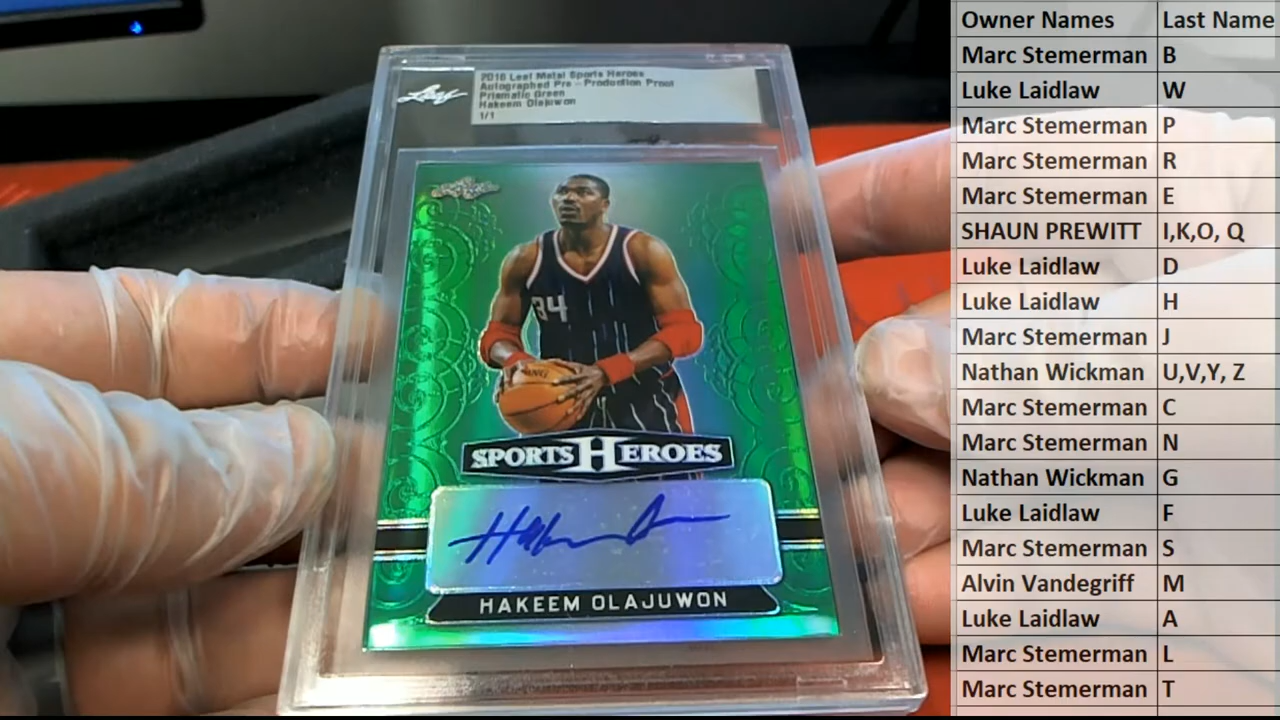 Leaf
2018 Leaf Metal Sports Heroes
Autographed Pre - Production Proof
Prismatic Green
Hakeem Olajuwon
1/1
34
SPORTS HEROES
HAKEEM OLAJUWON
Owner Names Last Name
Marc Stemerman B
Luke Laidlaw W
Marc Stemerman P
Marc Stemerman R
Marc Stemerman E
SHAUN PREWITT I,K,O, Q
Luke Laidlaw D
Luke Laidlaw H
Marc Stemerman J
Nathan Wickman U,V,Y, Z
Marc Stemerman C
Marc Stemerman N
Nathan Wickman G
Luke Laidlaw F
Marc Stemerman S
Alvin Vandegriff M
Luke Laidlaw A
Marc Stemerman L
Marc Stemerman T